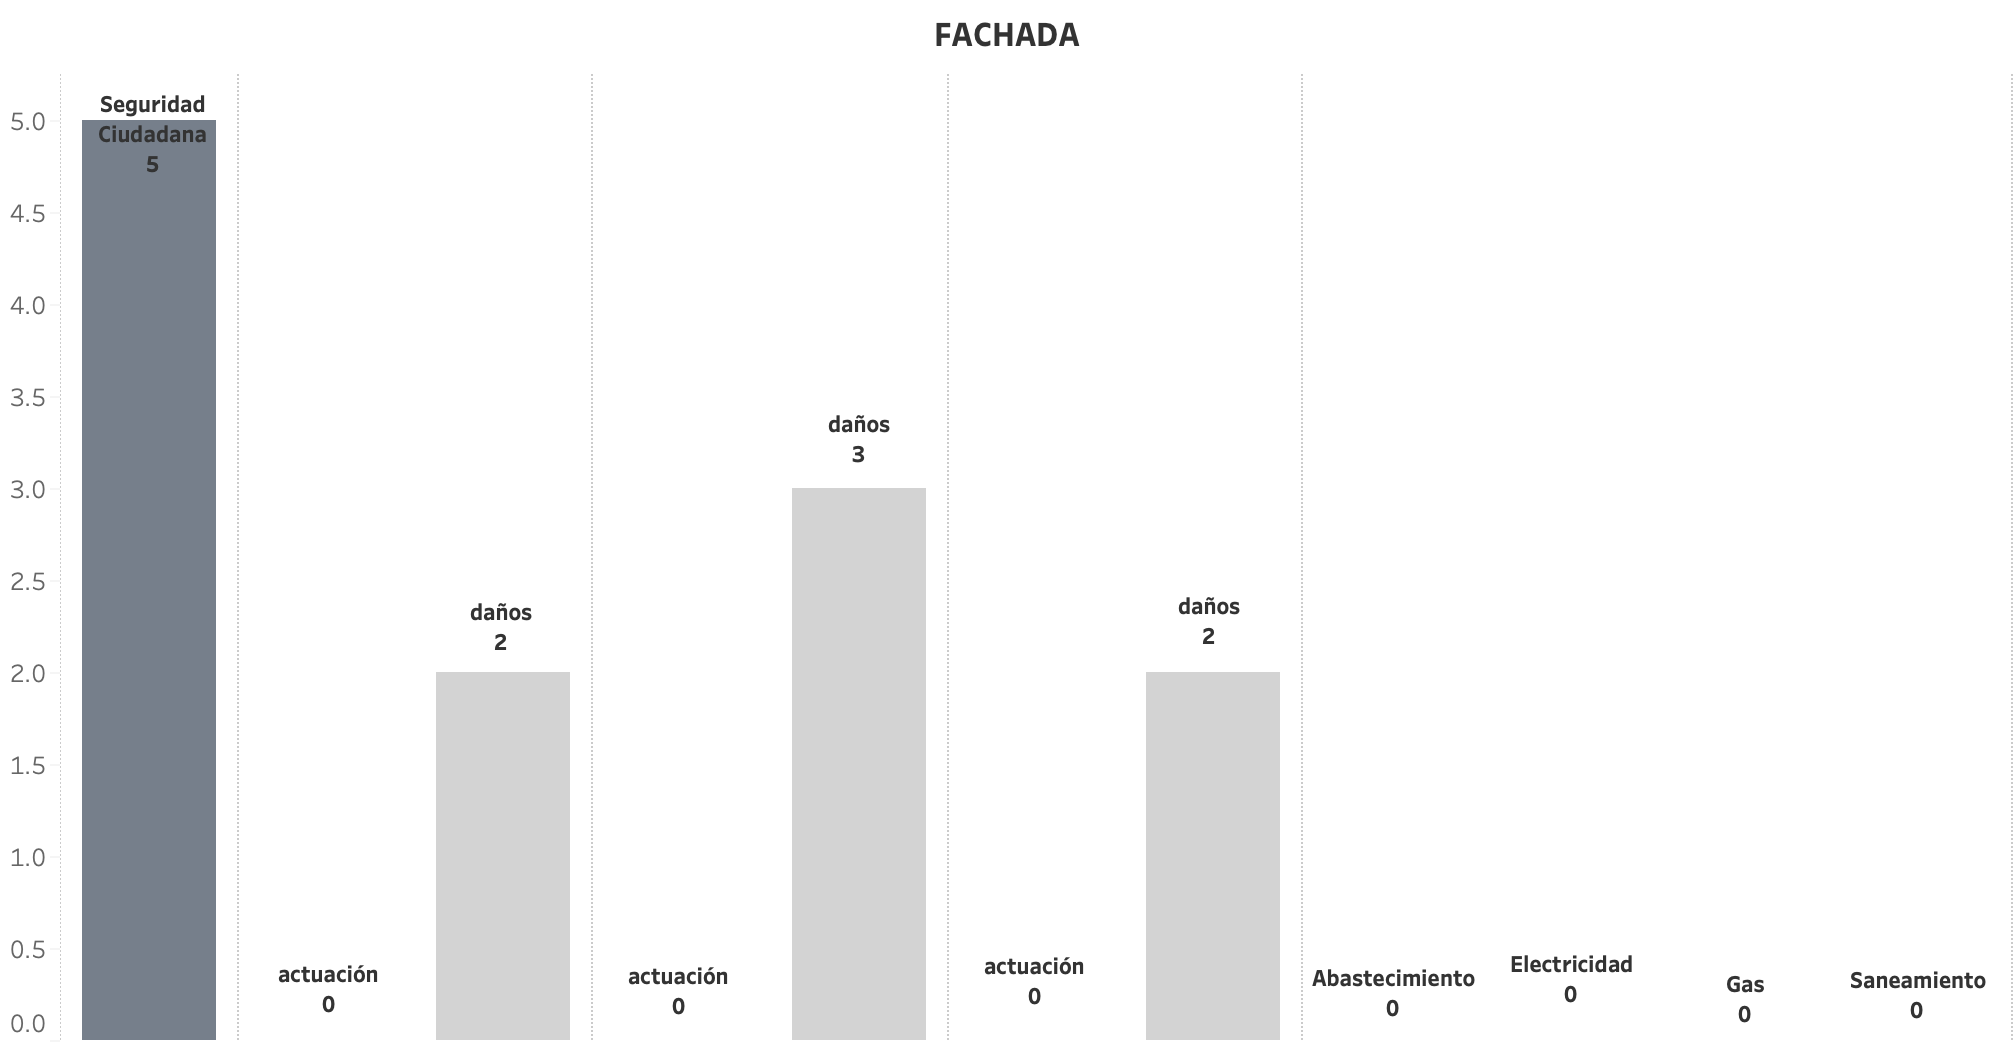 FACHADA
5.0
4.5
4.0
3.5
3.0
2.5
2.0
1.5
1.0
0.5
0.0
Seguridad
Ciudadana
5
actuación
0
daños
2
actuación
0
daños
3
actuación
0
daños
2
Abastecimiento
0
Electricidad
0
Gas
0
Saneamiento
0